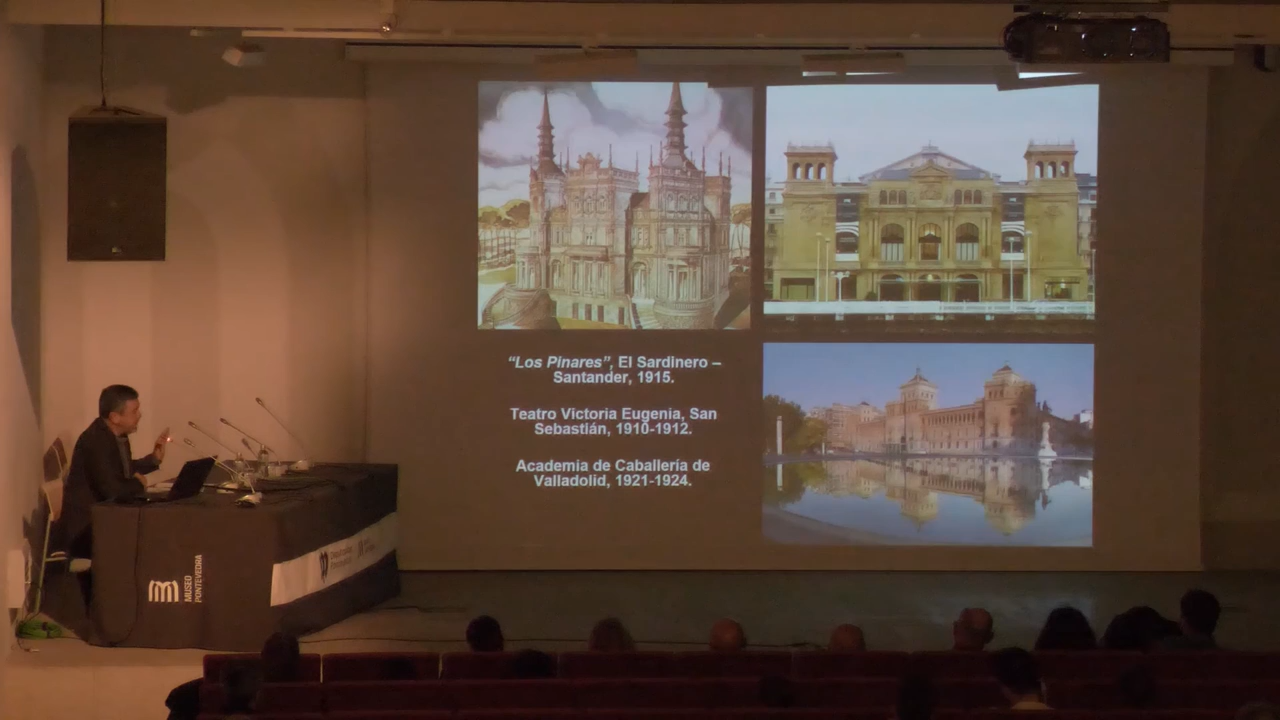 “Los Pinares”, El Sardinero –
Santander, 1915.
Teatro Victoria Eugenia, San
Sebastián, 1910-1912.
Academia de Caballería de
Valladolid, 1921-1924.
MUSEO
PONTEVEDRA